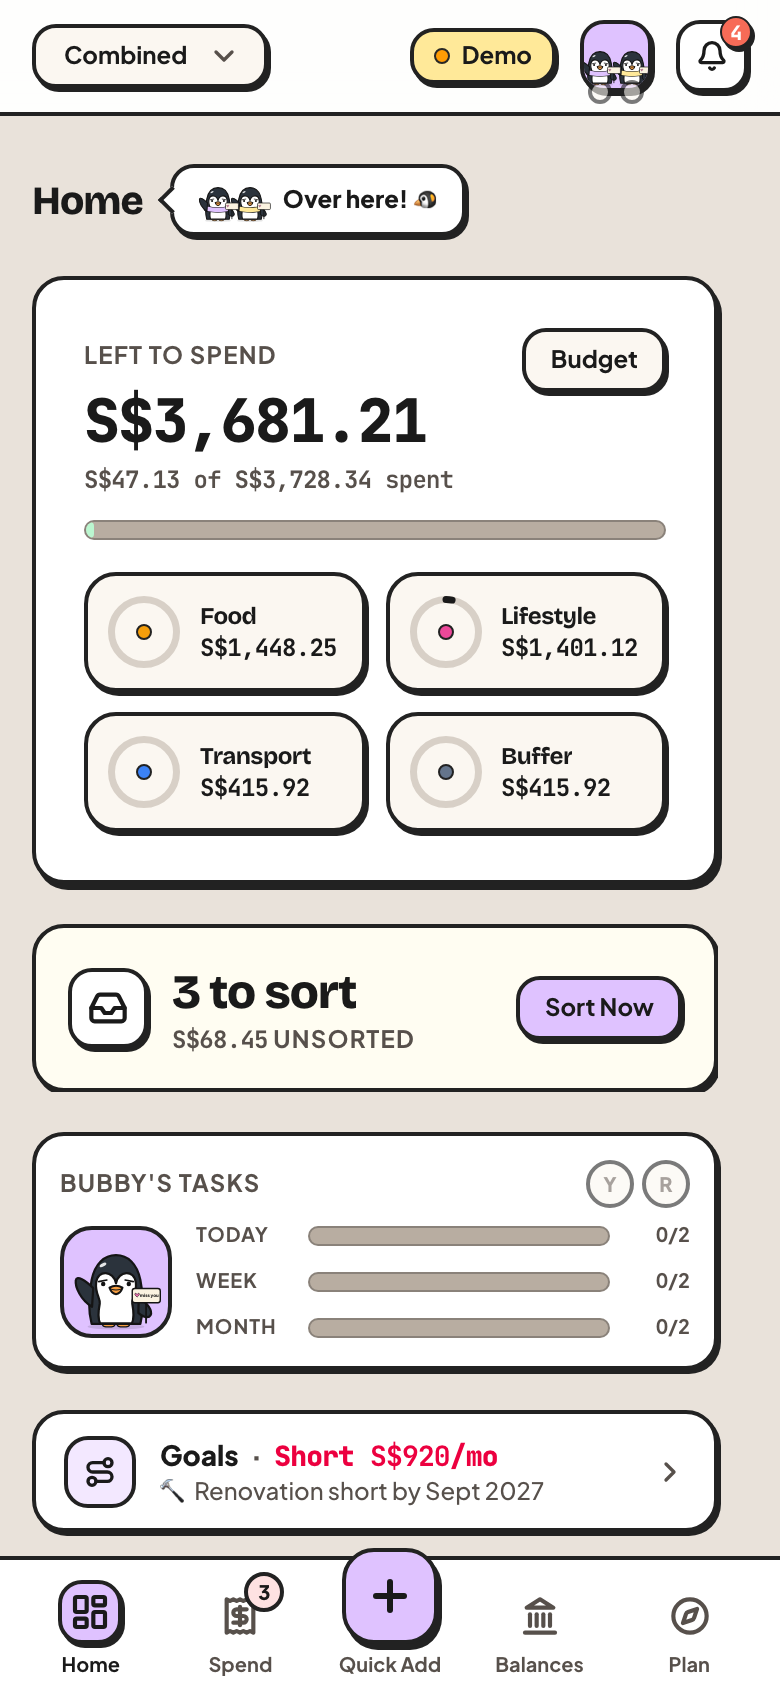 Combined
Demo
4
Home
Over here! 🐧
LEFT TO SPEND
Budget
S$3,681.21
S$47.13 of S$3,728.34 spent
Food
S$1,448.25
Lifestyle
S$1,401.12
Transport
S$415.92
Buffer
S$415.92
3 to sort
S$68.45 UNSORTED
Sort Now
BUBBY'S TASKS
Y
R
miss you
TODAY
0/2
WEEK
0/2
MONTH
0/2
Goals · Short S$920/mo
🔨 Renovation short by Sept 2027
3
Home
Spend
Quick Add
Balances
Plan